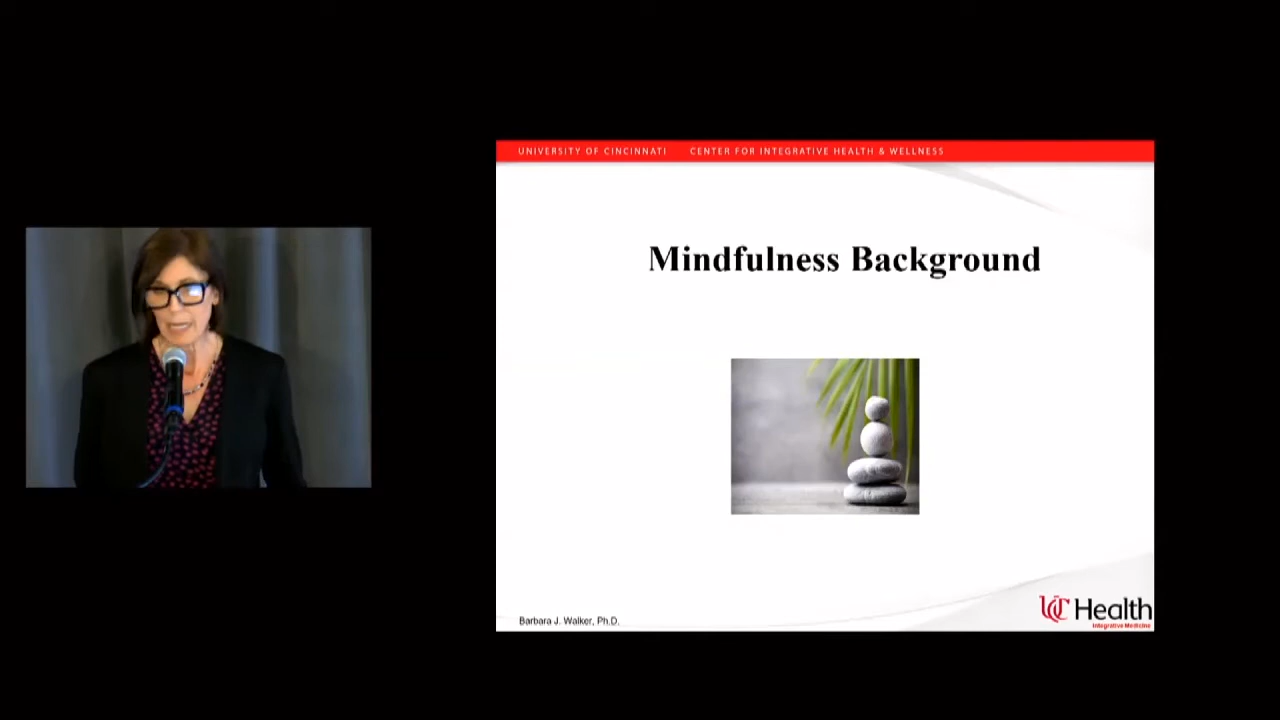 UNIVERSITY OF CINCINNATI CENTER FOR INTEGRATIVE HEALTH & WELLNESS
Mindfulness Background
Barbara J. Walker, Ph.D.
UC Health
Integrative Medicine